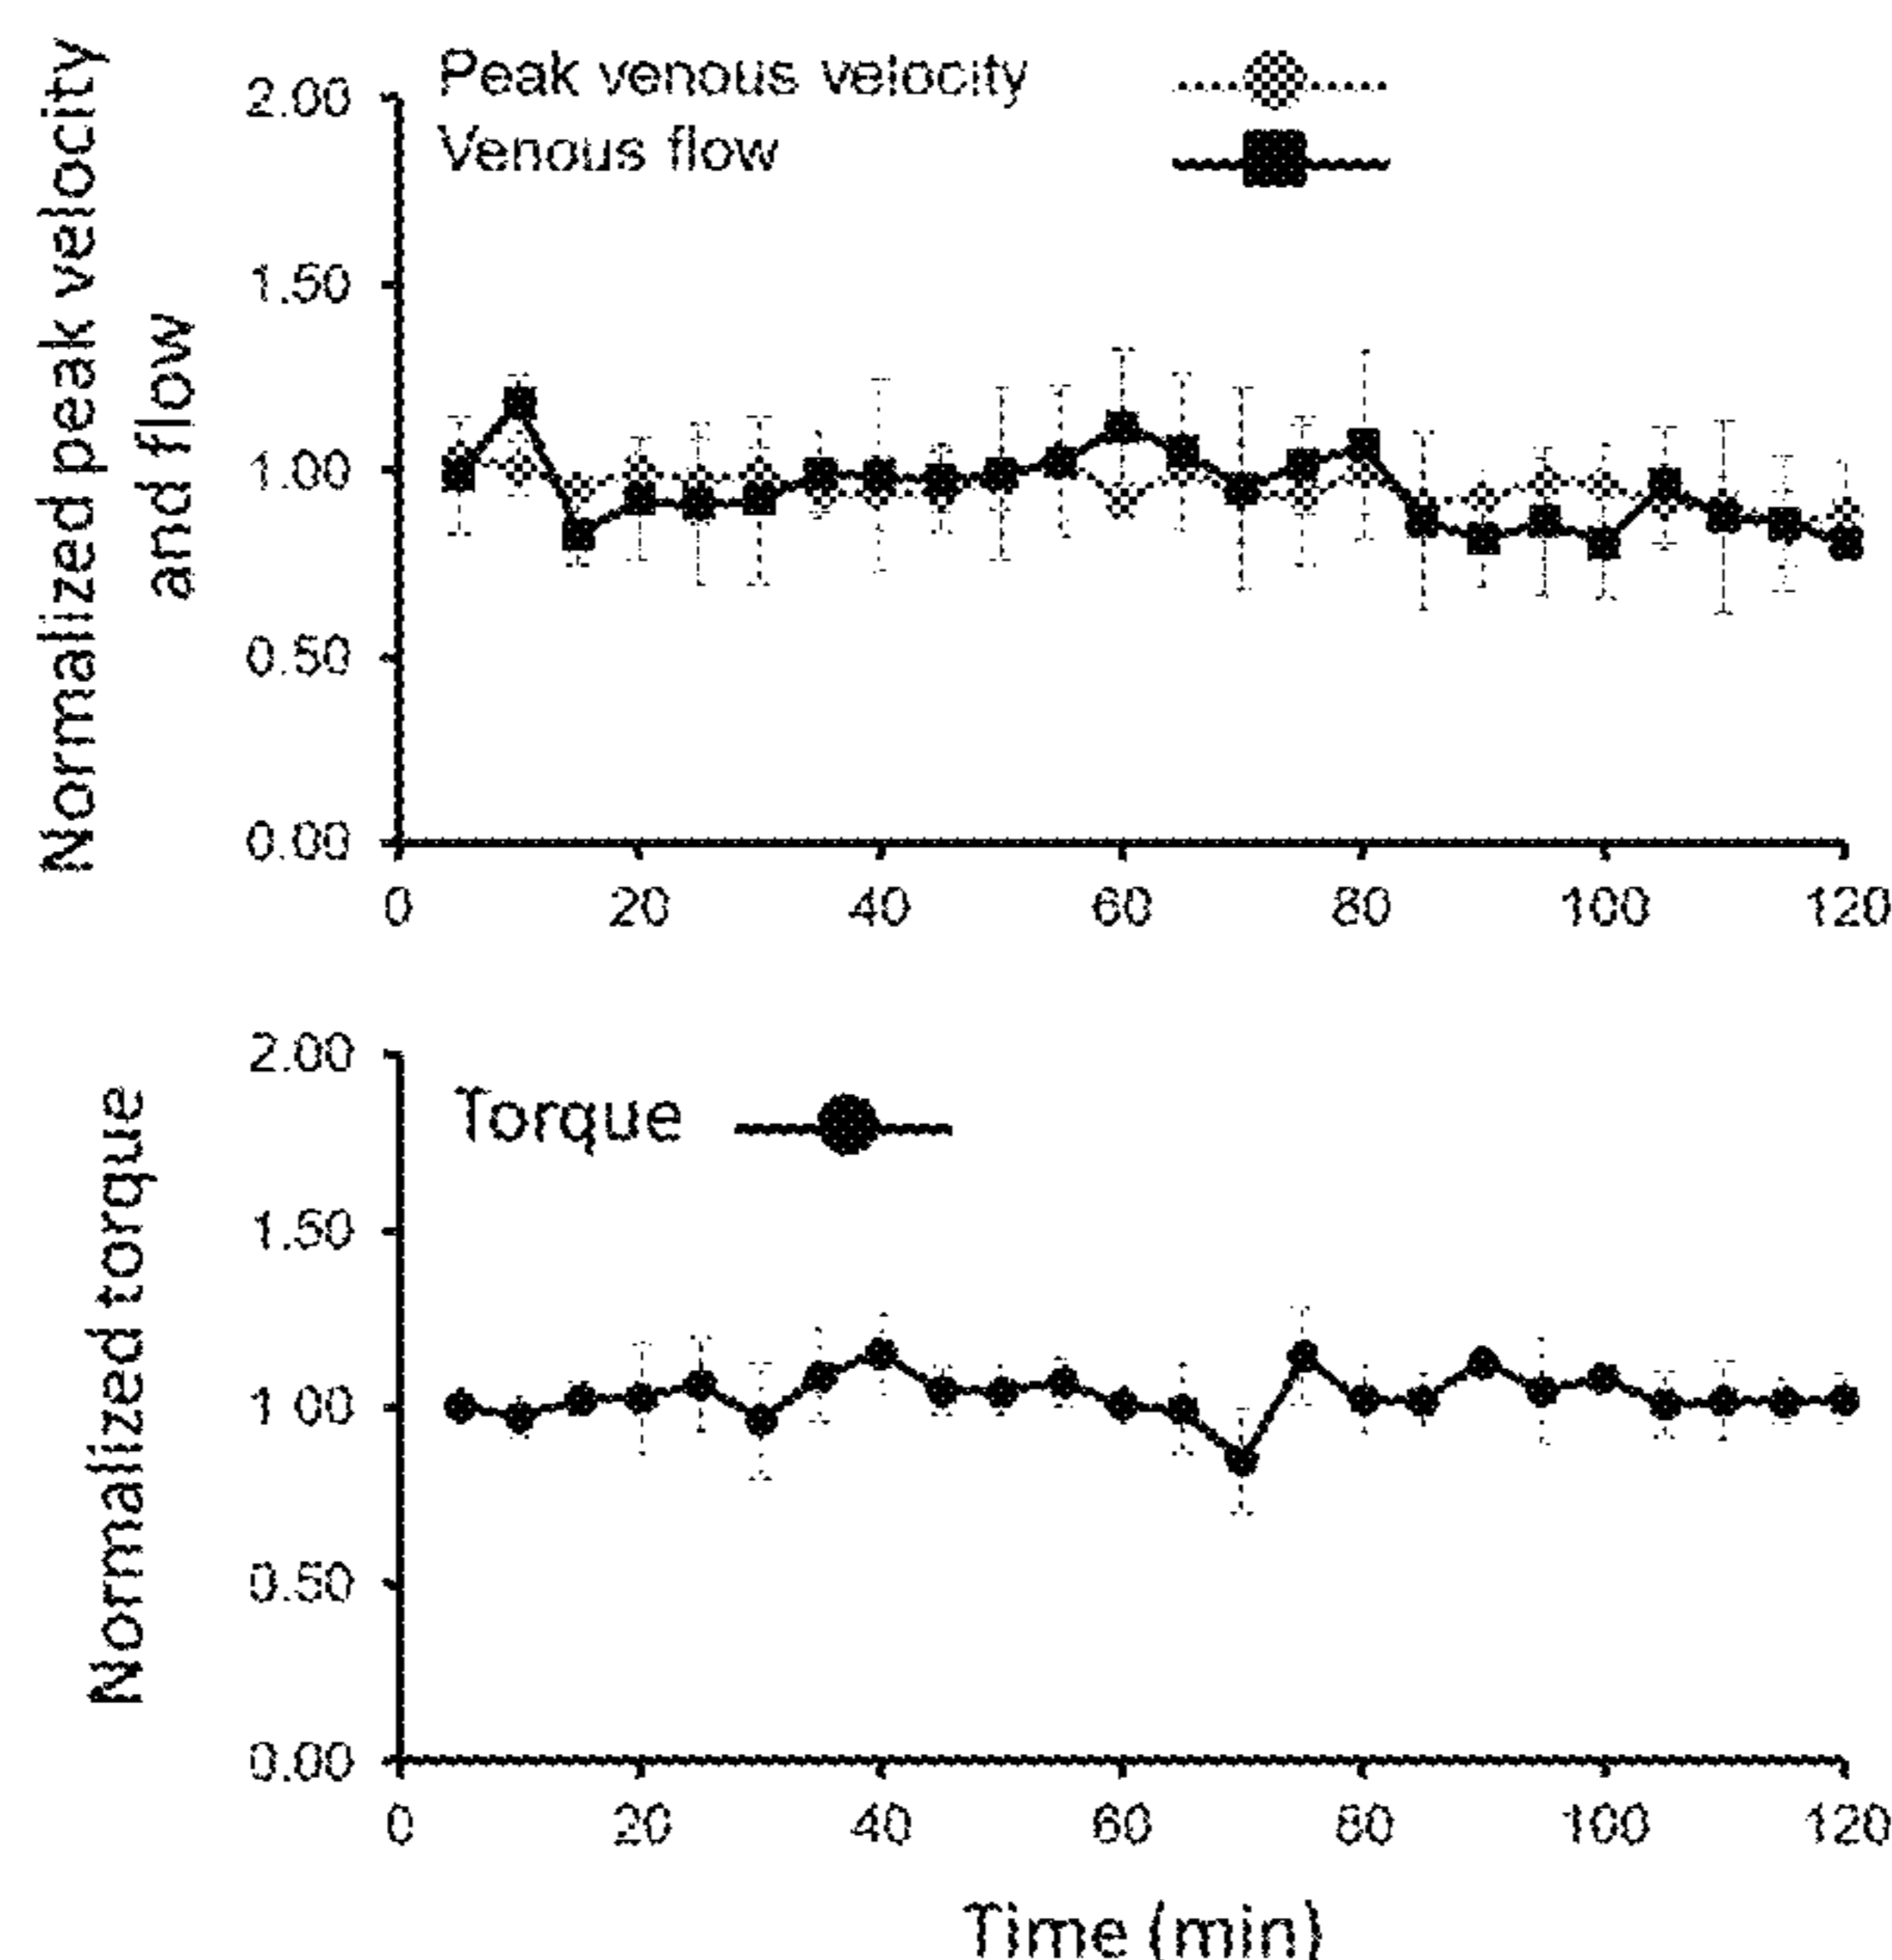 Normalized peak velocity
and flow
Peak venous velocity
Venous flow
2.00
1.50
1.00
0.50
0.00
0 20 40 60 80 100 120
Normalized torque
Torque
2.00
1.50
1 00
0.50
0.00
0 20 40 60 80 100 120
Time (min)